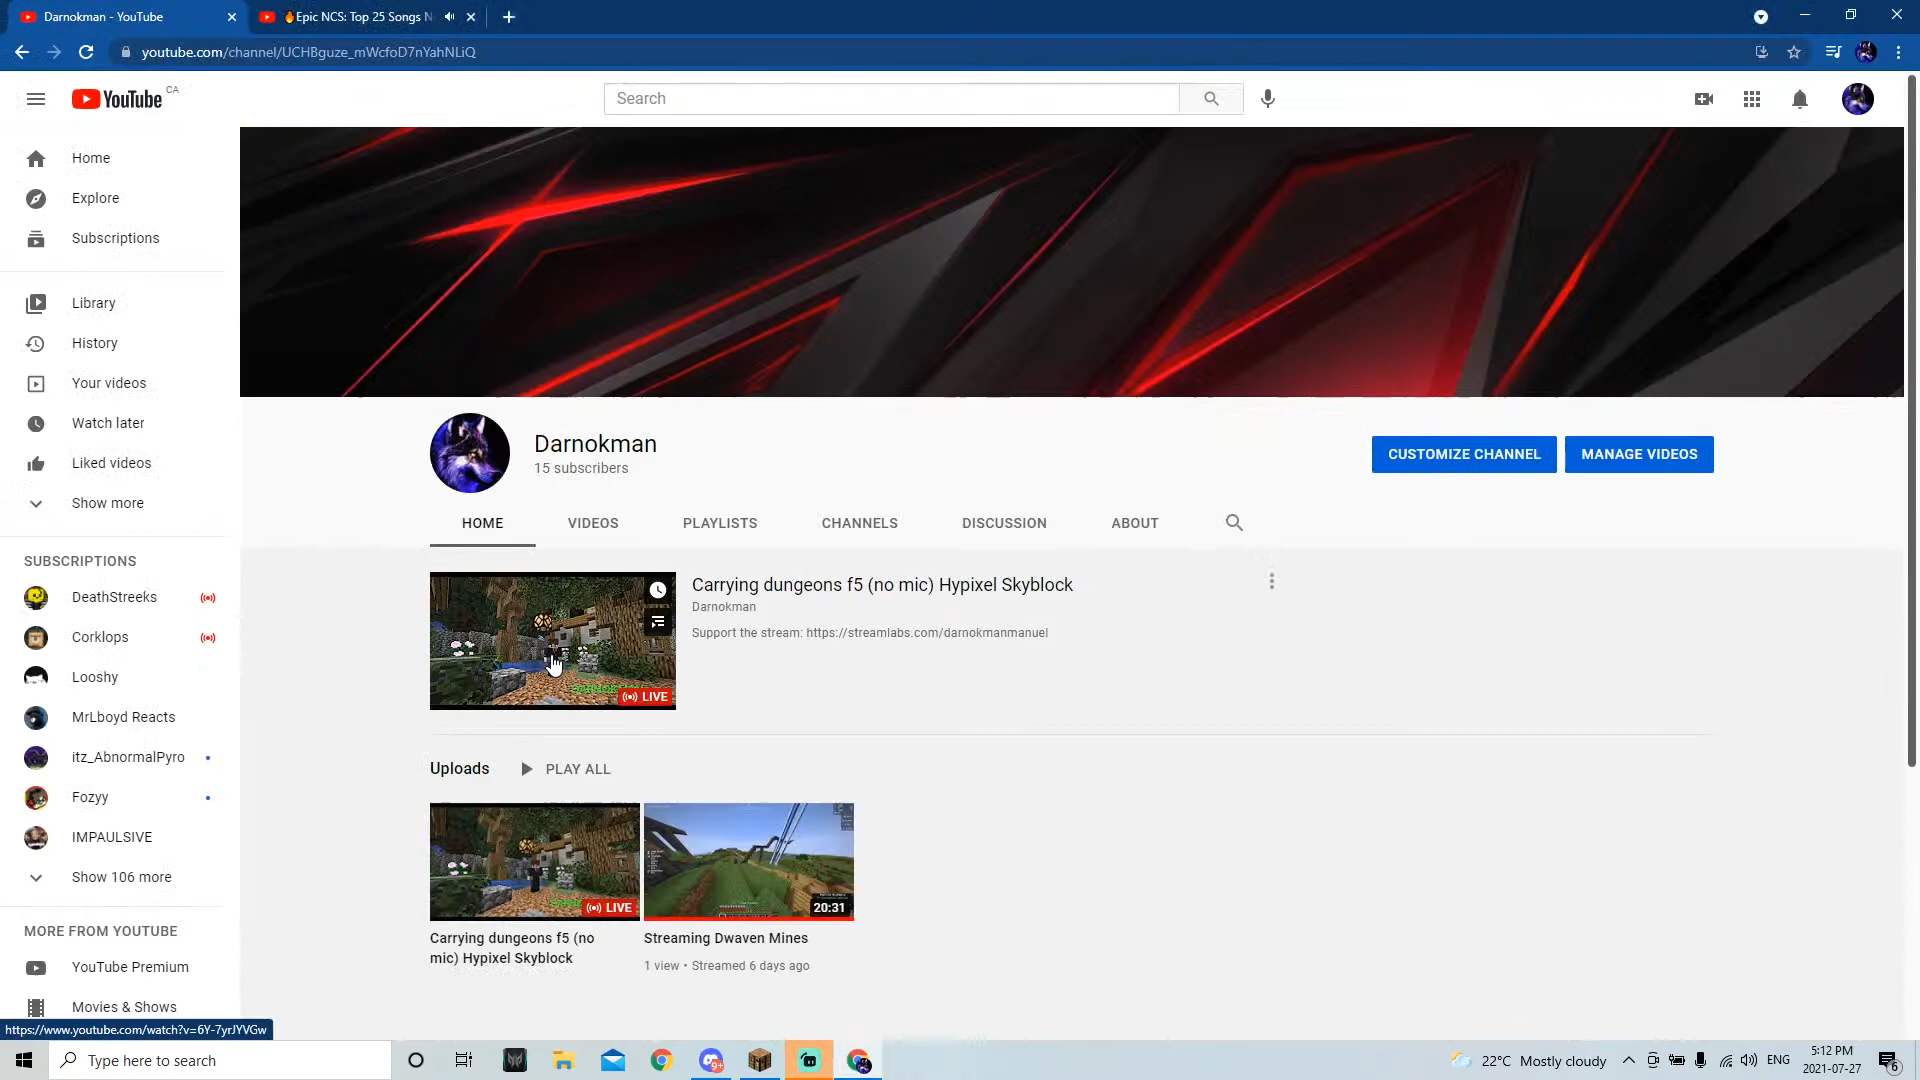 Darnokman - YouTube
🔥Epic NCS: Top 25 Songs N
youtube.com/channel/UCHBguze_mWcfoD7nYahNLiQ
YouTube CA
Search
Home
Explore
Subscriptions
Library
History
Your videos
Watch later
Liked videos
Show more
SUBSCRIPTIONS
DeathStreeks
Corklops
Looshy
MrLboyd Reacts
itz_AbnormalPyro
Fozyy
IMPAULSIVE
Show 106 more
MORE FROM YOUTUBE
YouTube Premium
Movies & Shows
https://www.youtube.com/watch?v=6Y-7yrJYVGw
Darnokman
15 subscribers
CUSTOMIZE CHANNEL
MANAGE VIDEOS
HOME
VIDEOS
PLAYLISTS
CHANNELS
DISCUSSION
ABOUT
LIVE
Carrying dungeons f5 (no mic) Hypixel Skyblock
Darnokman
Support the stream: https://streamlabs.com/darnokmanmanuel
Uploads
PLAY ALL
LIVE
20:31
Carrying dungeons f5 (no
mic) Hypixel Skyblock
Streaming Dwaven Mines
1 view • Streamed 6 days ago
Type here to search
9+
22°C Mostly cloudy
ENG
5:12 PM
2021-07-27
6